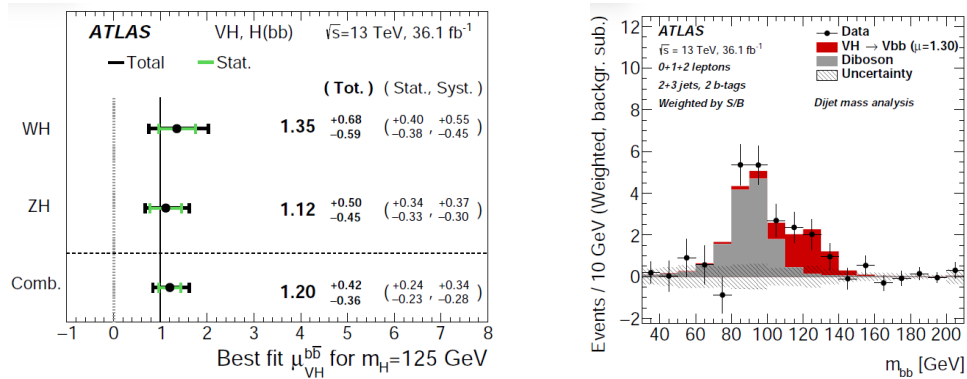 ATLAS VH, H(bb) √s=13 TeV, 36.1 fb⁻¹
Total Stat.
( Tot. ) ( Stat., Syst. )
WH 1.35 +0.68 −0.59 ( +0.40 −0.38 , +0.55 −0.45 )
ZH 1.12 +0.50 −0.45 ( +0.34 −0.33 , +0.37 −0.30 )
Comb. 1.20 +0.42 −0.36 ( +0.24 −0.23 , +0.34 −0.28 )
−1 0 1 2 3 4 5 6 7 8
Best fit μ_VH^bb̄ for m_H=125 GeV
Events / 10 GeV (Weighted, backgr. sub.)
12
10
8
6
4
2
0
−2
ATLAS
√s = 13 TeV, 36.1 fb⁻¹
0+1+2 leptons
2+3 jets, 2 b-tags
Weighted by S/B
Data
VH → Vbb (μ=1.30)
Diboson
Uncertainty
Dijet mass analysis
40 60 80 100 120 140 160 180 200
m_bb [GeV]